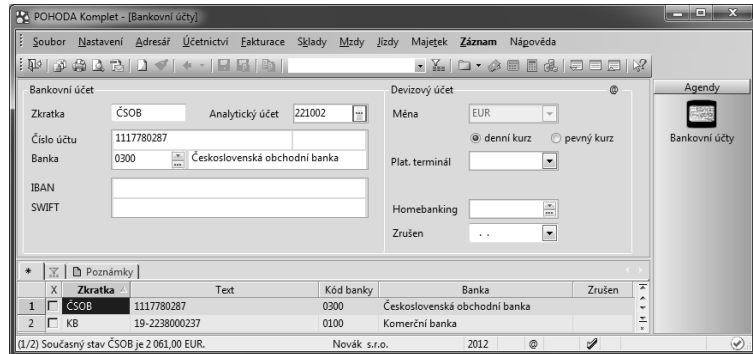 POHODA Komplet - [Bankovní účty]
Soubor Nastavení Adresář Účetnictví Fakturace Sklady Mzdy Jízdy Majetek Záznam Nápověda
Bankovní účet
Devizový účet @
Agendy
Zkratka ČSOB Analytický účet 221002
Měna EUR
Bankovní účty
Číslo účtu 1117780287
denní kurz pevný kurz
Banka 0300 Československá obchodní banka
Plat. terminál
IBAN
SWIFT
Homebanking
Zrušen . .
* Poznámky
X Zkratka Text Kód banky Banka Zrušen
1 ČSOB 1117780287 0300 Československá obchodní banka
2 KB 19-2238000237 0100 Komerční banka
(1/2) Současný stav ČSOB je 2 061,00 EUR. Novák s.r.o. 2012 @